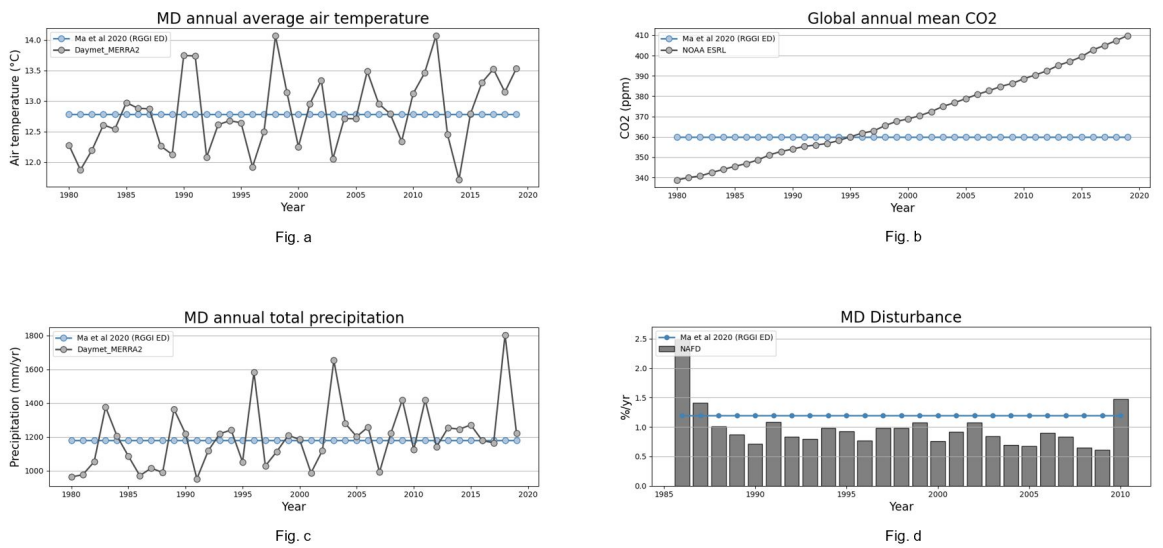 MD annual average air temperature
Air temperature (°C)
14.0
13.5
13.0
12.5
12.0
Ma et al 2020 (RGGI ED)
Daymet_MERRA2
1980 1985 1990 1995 2000 2005 2010 2015 2020
Year
Fig. a
Global annual mean CO2
CO2 (ppm)
410
400
390
380
370
360
350
340
Ma et al 2020 (RGGI ED)
NOAA ESRL
1980 1985 1990 1995 2000 2005 2010 2015 2020
Year
Fig. b
MD annual total precipitation
Precipitation (mm/yr)
1800
1600
1400
1200
1000
Ma et al 2020 (RGGI ED)
Daymet_MERRA2
1980 1985 1990 1995 2000 2005 2010 2015 2020
Year
Fig. c
MD Disturbance
%/yr
2.5
2.0
1.5
1.0
0.5
0.0
Ma et al 2020 (RGGI ED)
NAFD
1985 1990 1995 2000 2005 2010
Year
Fig. d